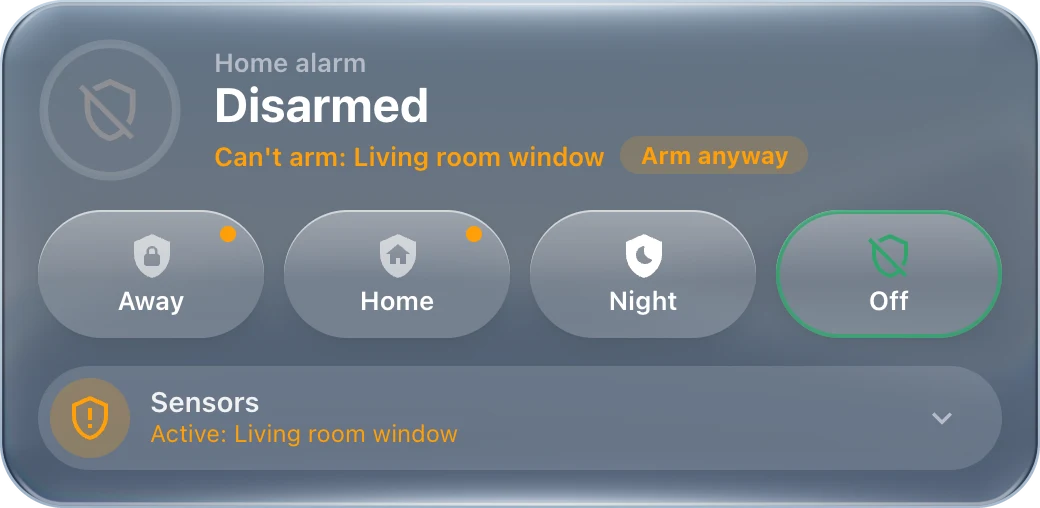 Home alarm
Disarmed
Can't arm: Living room window Arm anyway
Away Home Night Off
Sensors
Active: Living room window